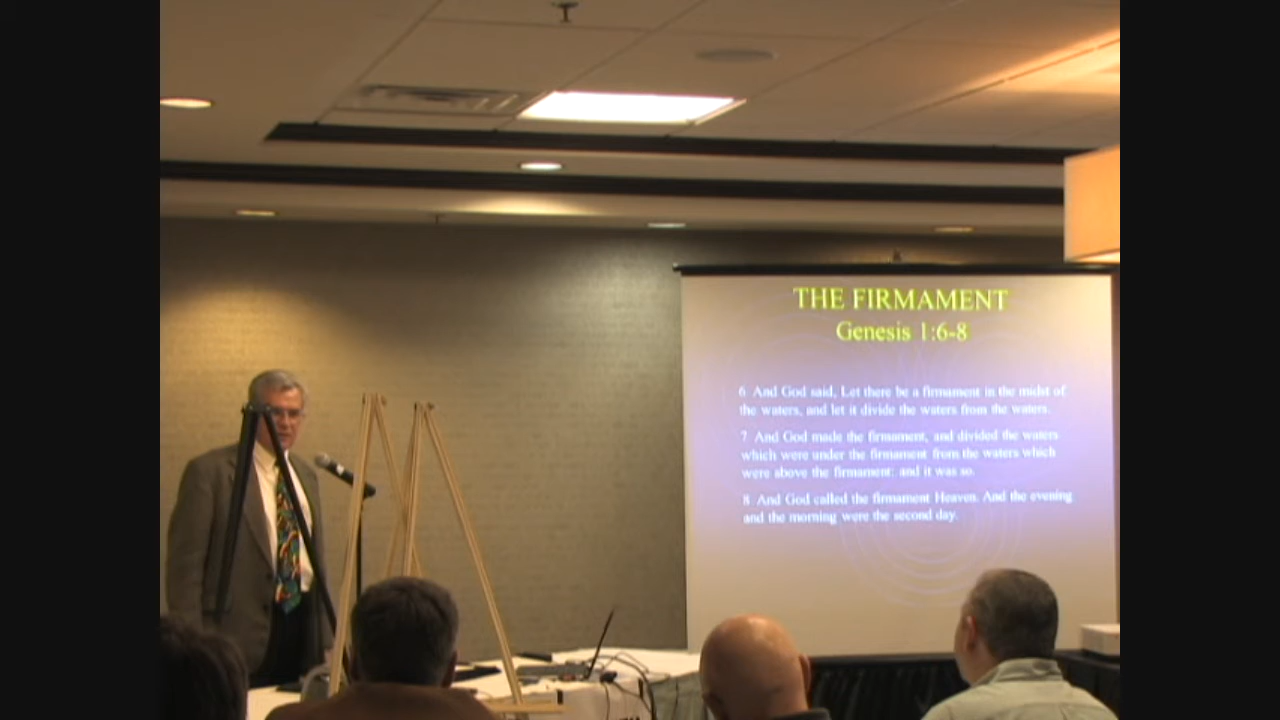 THE FIRMAMENT
Genesis 1:6-8
6 And God said, Let there be a firmament in the midst of
the waters, and let it divide the waters from the waters.
7 And God made the firmament, and divided the waters
which were under the firmament from the waters which
were above the firmament: and it was so.
8 And God called the firmament Heaven. And the evening
and the morning were the second day.